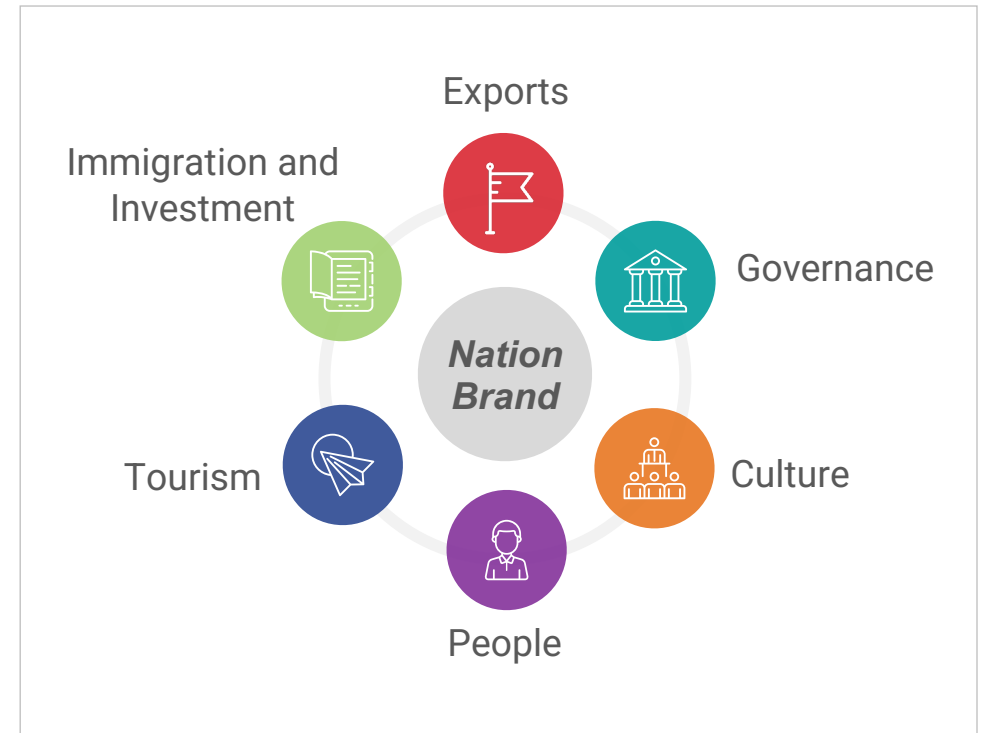 Exports
Immigration and
Investment
Governance
Nation
Brand
Tourism
Culture
People